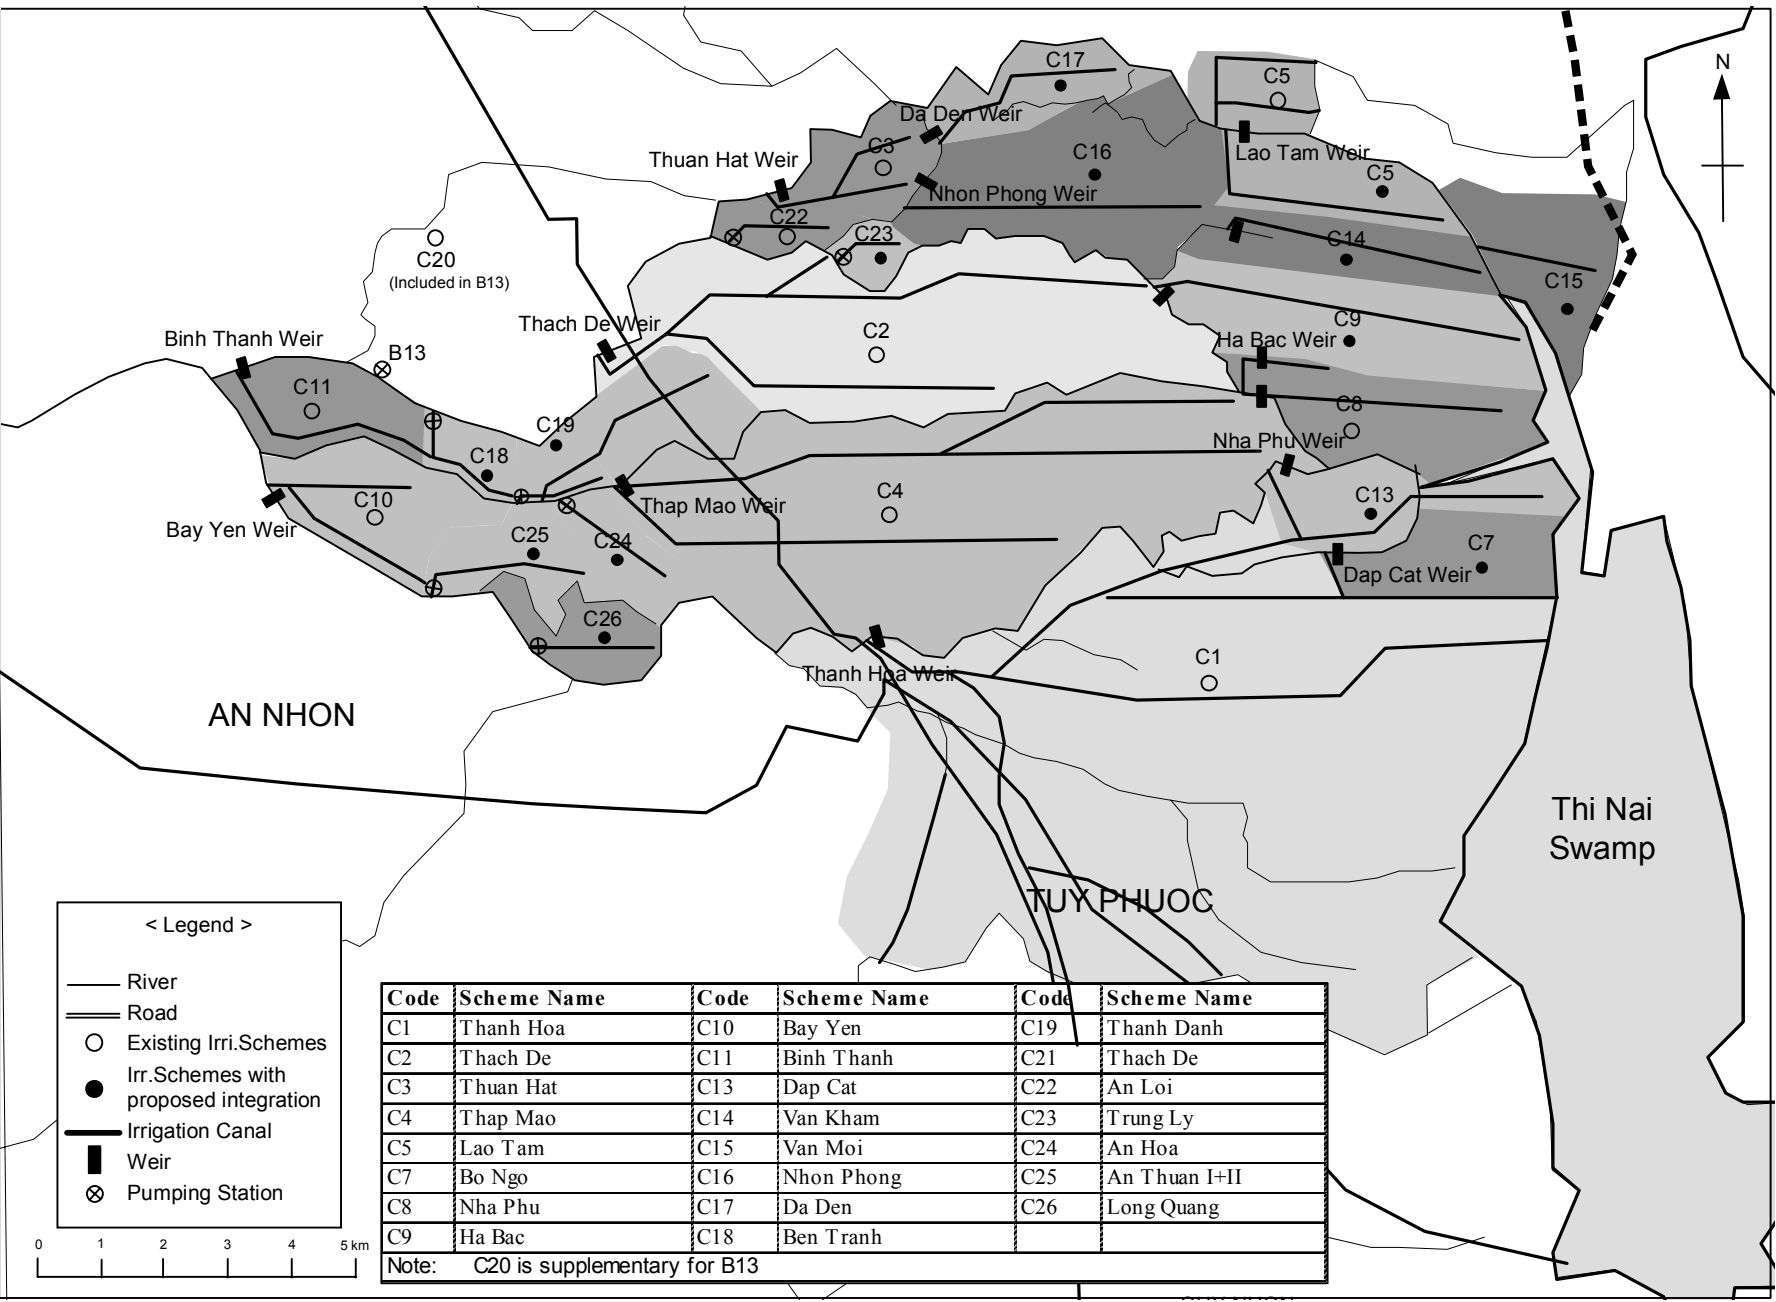 C17
C5
N
Da Den Weir
C3
Thuan Hat Weir
C16
Lao Tam Weir
C5
Nhon Phong Weir
C22
C23
C14
C20
(Included in B13)
C15
Thach De Weir
C2
C9
Binh Thanh Weir
Ha Bac Weir
B13
C11
C8
C19
Nha Phu Weir
C18
C10
C4
C13
Thap Mao Weir
Bay Yen Weir
C25
C24
C7
Dap Cat Weir
C26
C1
Thanh Hoa Weir
AN NHON
Thi Nai
Swamp
TUY PHUOC
< Legend >
River
Road
Existing Irri.Schemes
Irr.Schemes with
proposed integration
Irrigation Canal
Weir
Pumping Station
0 1 2 3 4 5 km
Code Scheme Name Code Scheme Name Code Scheme Name
C1 Thanh Hoa C10 Bay Yen C19 Thanh Danh
C2 Thach De C11 Binh Thanh C21 Thach De
C3 Thuan Hat C13 Dap Cat C22 An Loi
C4 Thap Mao C14 Van Kham C23 Trung Ly
C5 Lao Tam C15 Van Moi C24 An Hoa
C7 Bo Ngo C16 Nhon Phong C25 An Thuan I+II
C8 Nha Phu C17 Da Den C26 Long Quang
C9 Ha Bac C18 Ben Tranh
Note: C20 is supplementary for B13